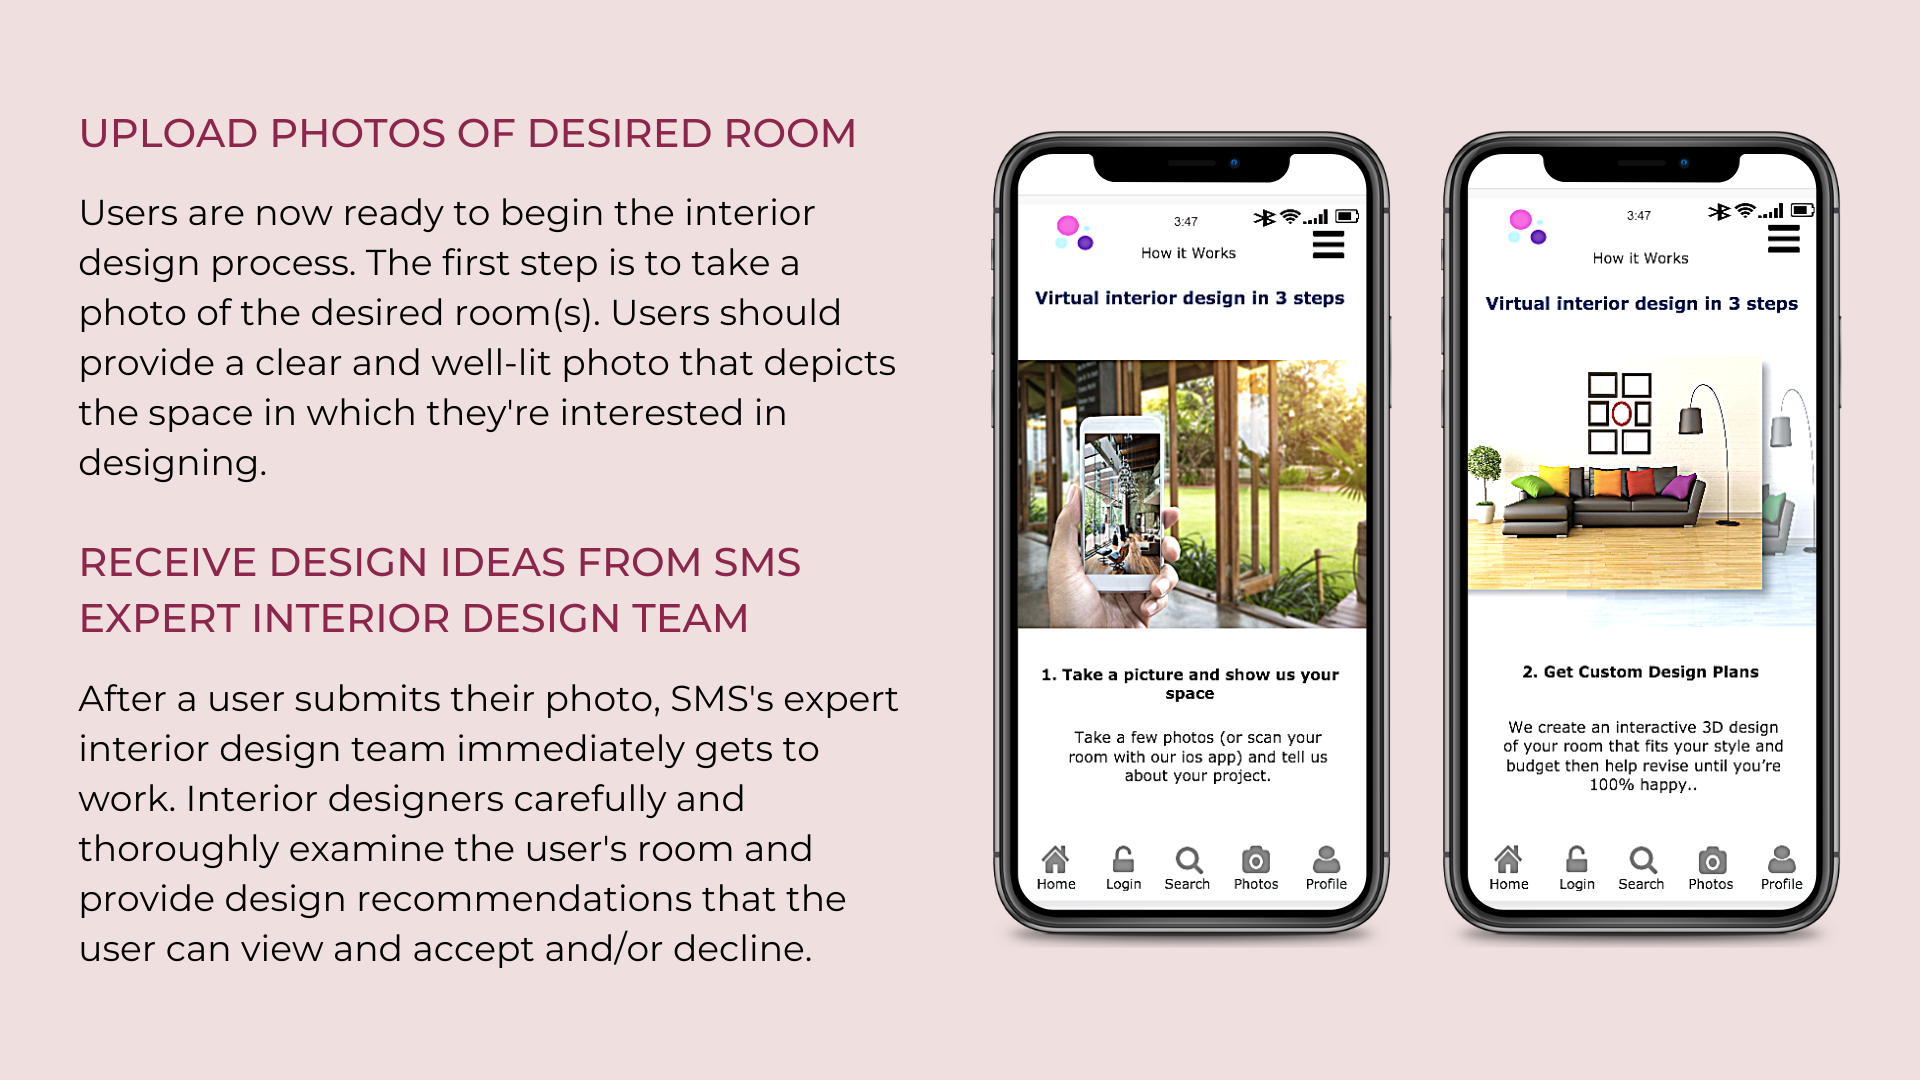 UPLOAD PHOTOS OF DESIRED ROOM
Users are now ready to begin the interior
design process. The first step is to take a
photo of the desired room(s). Users should
provide a clear and well-lit photo that depicts
the space in which they're interested in
designing.
RECEIVE DESIGN IDEAS FROM SMS
EXPERT INTERIOR DESIGN TEAM
After a user submits their photo, SMS's expert
interior design team immediately gets to
work. Interior designers carefully and
thoroughly examine the user's room and
provide design recommendations that the
user can view and accept and/or decline.
3:47
How it Works
Virtual interior design in 3 steps
1. Take a picture and show us your
space
Take a few photos (or scan your
room with our ios app) and tell us
about your project.
Home Login Search Photos Profile
3:47
How it Works
Virtual interior design in 3 steps
2. Get Custom Design Plans
We create an interactive 3D design
of your room that fits your style and
budget then help revise until you're
100% happy..
Home Login Search Photos Profile